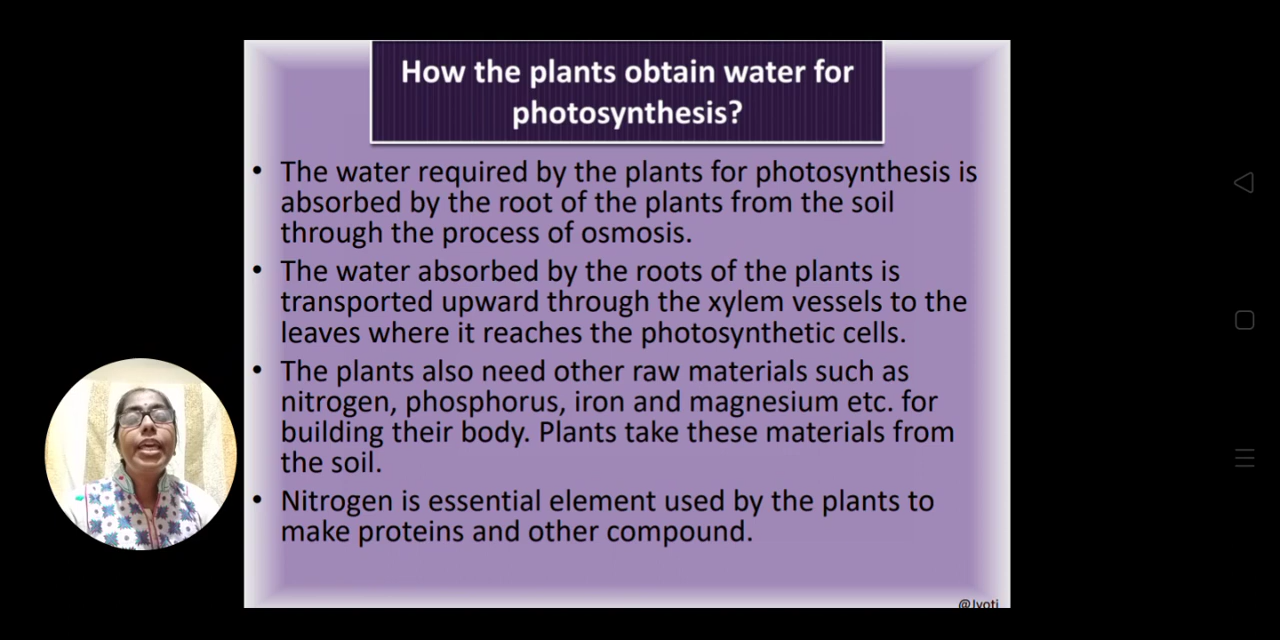 How the plants obtain water for
photosynthesis?
• The water required by the plants for photosynthesis is
absorbed by the root of the plants from the soil
through the process of osmosis.
• The water absorbed by the roots of the plants is
transported upward through the xylem vessels to the
leaves where it reaches the photosynthetic cells.
• The plants also need other raw materials such as
nitrogen, phosphorus, iron and magnesium etc. for
building their body. Plants take these materials from
the soil.
• Nitrogen is essential element used by the plants to
make proteins and other compound.
@Jyoti